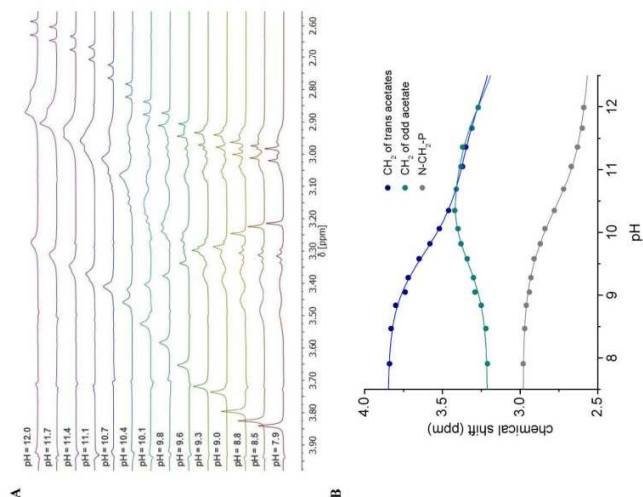 A
pH = 12.0
pH = 11.7
pH = 11.4
pH = 11.1
pH = 10.7
pH = 10.4
pH = 10.1
pH = 9.8
pH = 9.6
pH = 9.3
pH = 9.0
pH = 8.8
pH = 8.5
pH = 7.9
3.90 3.80 3.70 3.60 3.50 3.40 3.30 3.20 3.10 3.00 2.90 2.80 2.70 2.60
δ [ppm]
B
CH2 of trans acetates
CH2 of odd acetate
N-CH2-P
4.0
3.5
3.0
2.5
chemical shift (ppm)
8 9 10 11 12
pH